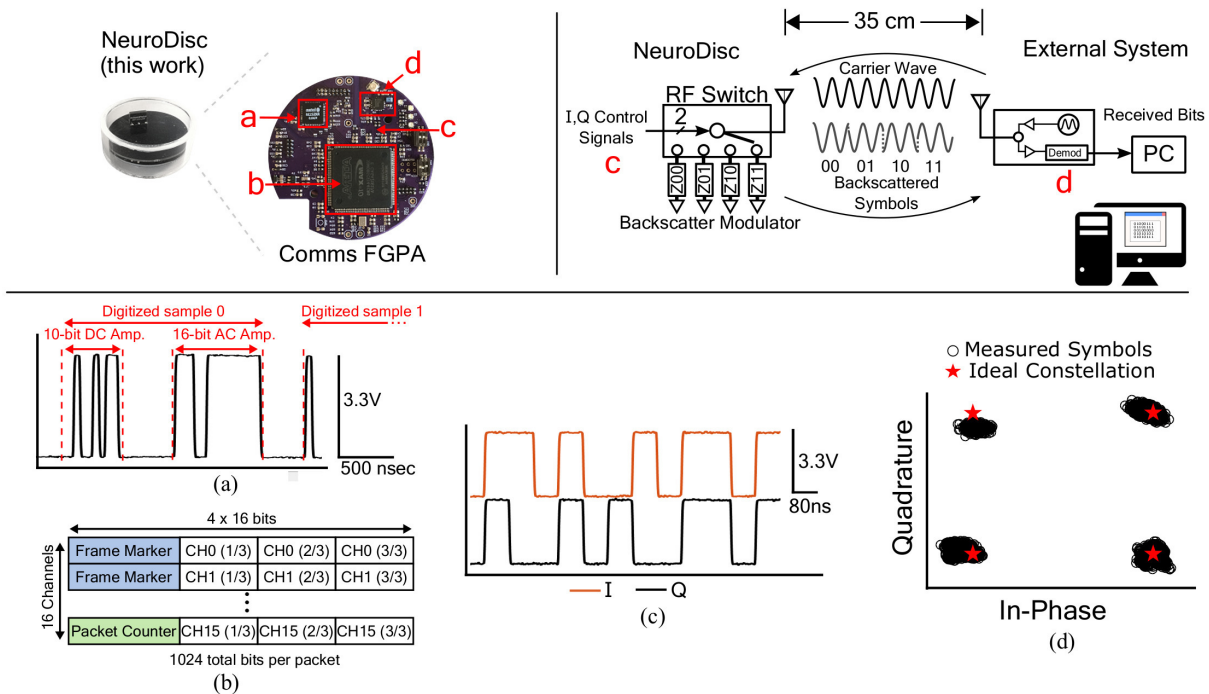 NeuroDisc
(this work)
a
b
c
d
Comms FGPA
35 cm
NeuroDisc
External System
Carrier Wave
RF Switch
2
I,Q Control
Signals
c
Z00
Z01
Z10
Z11
Backscatter Modulator
00 01 10 11
Backscattered
Symbols
Demod
d
Received Bits
PC
Digitized sample 0
Digitized sample 1
10-bit DC Amp.
16-bit AC Amp.
3.3V
500 nsec
(a)
4 x 16 bits
16 Channels
Frame Marker CH0 (1/3) CH0 (2/3) CH0 (3/3)
Frame Marker CH1 (1/3) CH1 (2/3) CH1 (3/3)
Packet Counter CH15 (1/3) CH15 (2/3) CH15 (3/3)
1024 total bits per packet
(b)
3.3V
80ns
I Q
(c)
Measured Symbols
Ideal Constellation
Quadrature
In-Phase
(d)